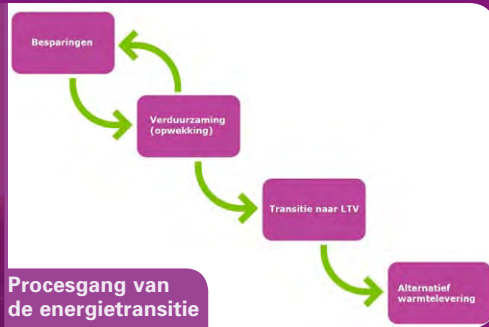 Besparingen
Verduurzaming
(opwekking)
Transitie naar LTV
Alternatief
warmtelevering
Procesgang van
de energietransitie